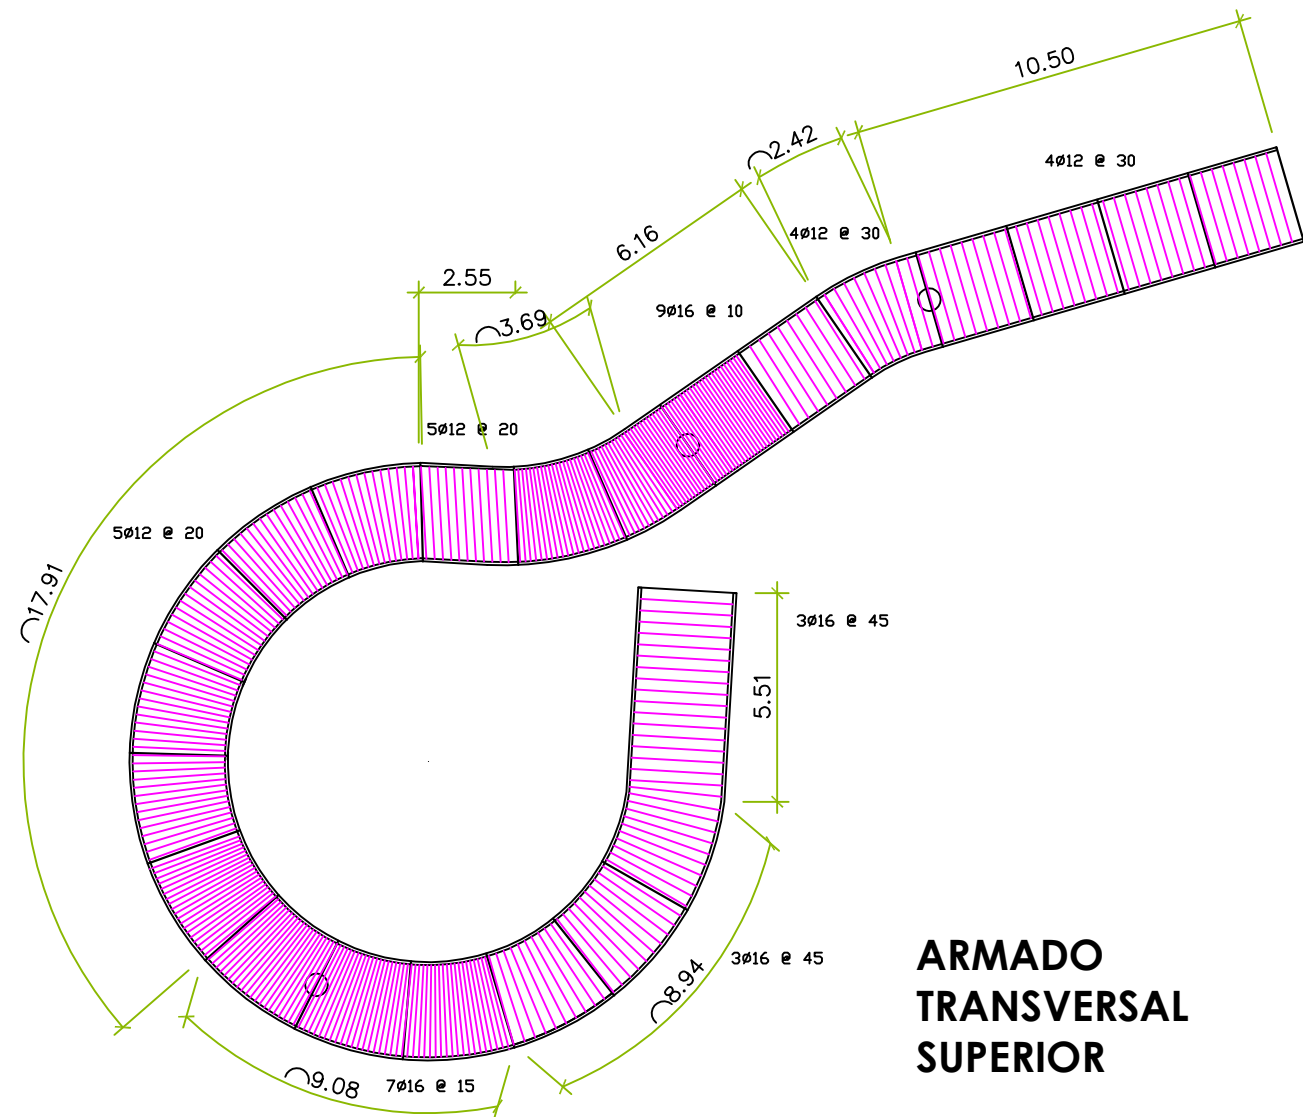 10.50
⌒2.42
4Ø12 @ 30
6.16
4Ø12 @ 30
2.55
⌒3.69
9Ø16 @ 10
5Ø12 @ 20
5Ø12 @ 20
⌒17.91
3Ø16 @ 45
5.51
⌒8.94
3Ø16 @ 45
⌒9.08
7Ø16 @ 15
ARMADO
TRANSVERSAL
SUPERIOR